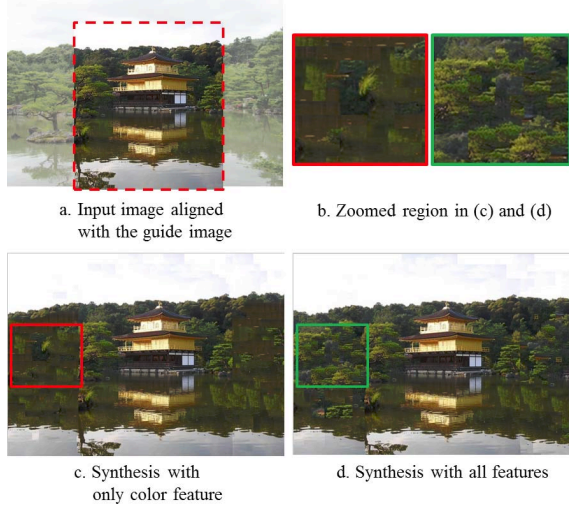 a. Input image aligned
with the guide image
b. Zoomed region in (c) and (d)
c. Synthesis with
only color feature
d. Synthesis with all features